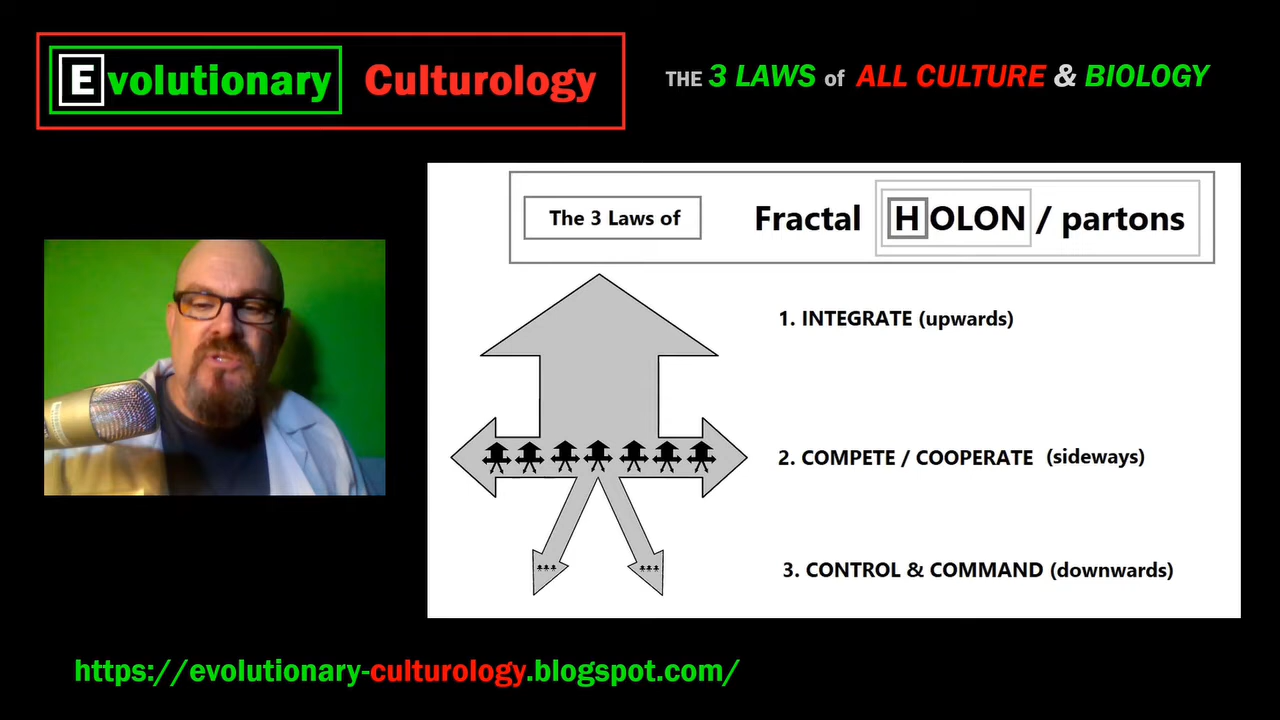 Evolutionary Culturology
THE 3 LAWS of ALL CULTURE & BIOLOGY
The 3 Laws of Fractal HOLON / partons
1. INTEGRATE (upwards)
2. COMPETE / COOPERATE (sideways)
3. CONTROL & COMMAND (downwards)
https://evolutionary-culturology.blogspot.com/